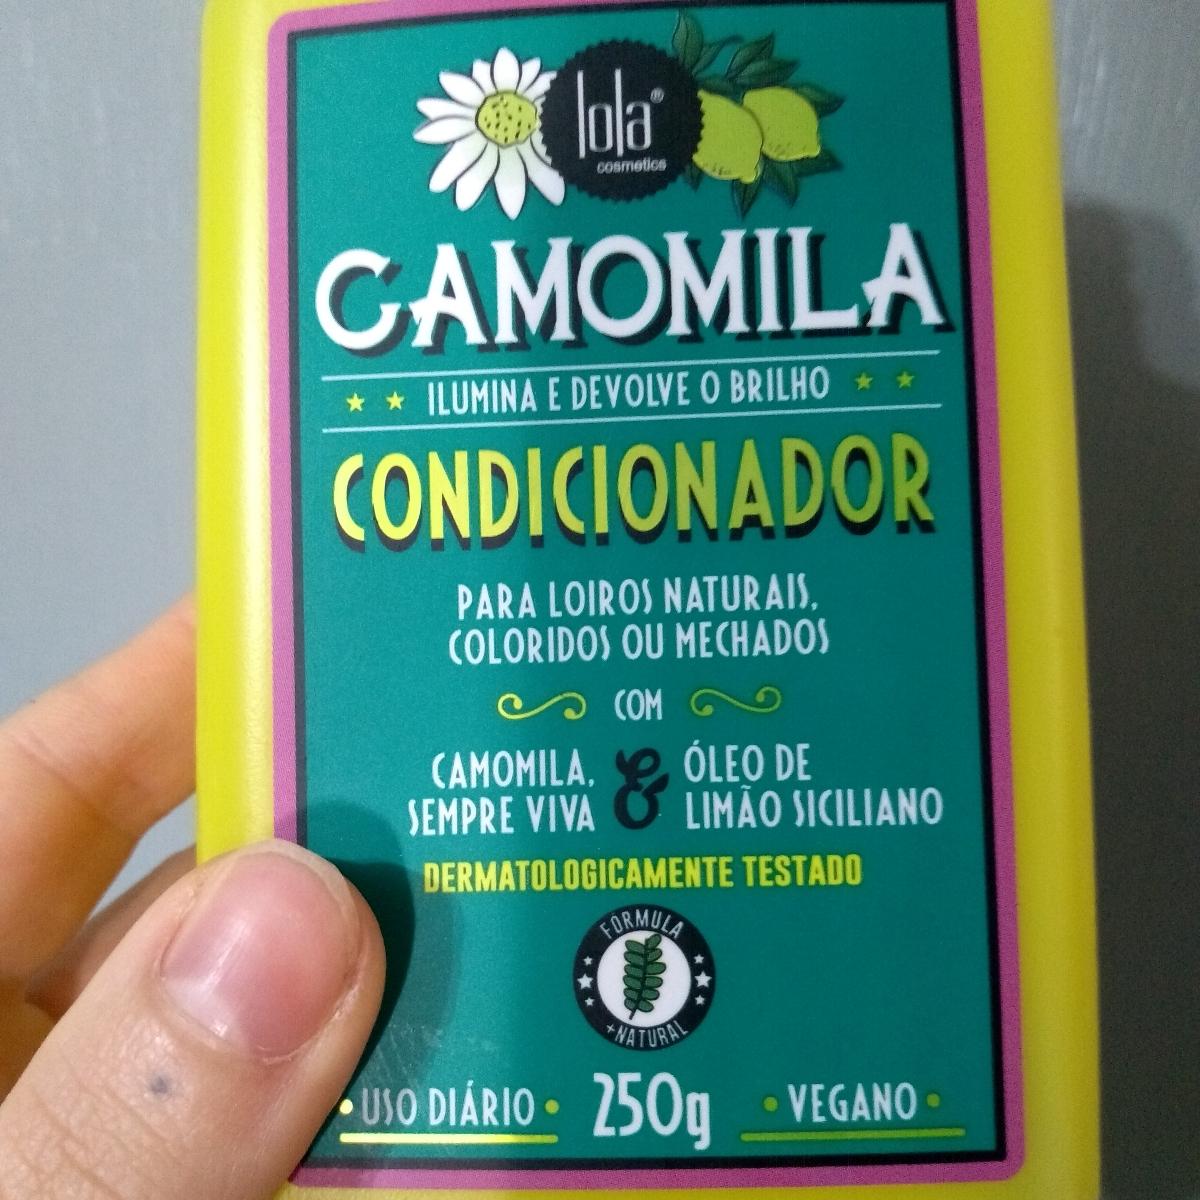 lola®
cosmetics
CAMOMILA
ILUMINA E DEVOLVE O BRILHO
CONDICIONADOR
PARA LOIROS NATURAIS,
COLORIDOS OU MECHADOS
COM
CAMOMILA,
SEMPRE VIVA
&
ÓLEO DE
LIMÃO SICILIANO
DERMATOLOGICAMENTE TESTADO
FÓRMULA
+NATURAL
USO DIÁRIO
250g
VEGANO